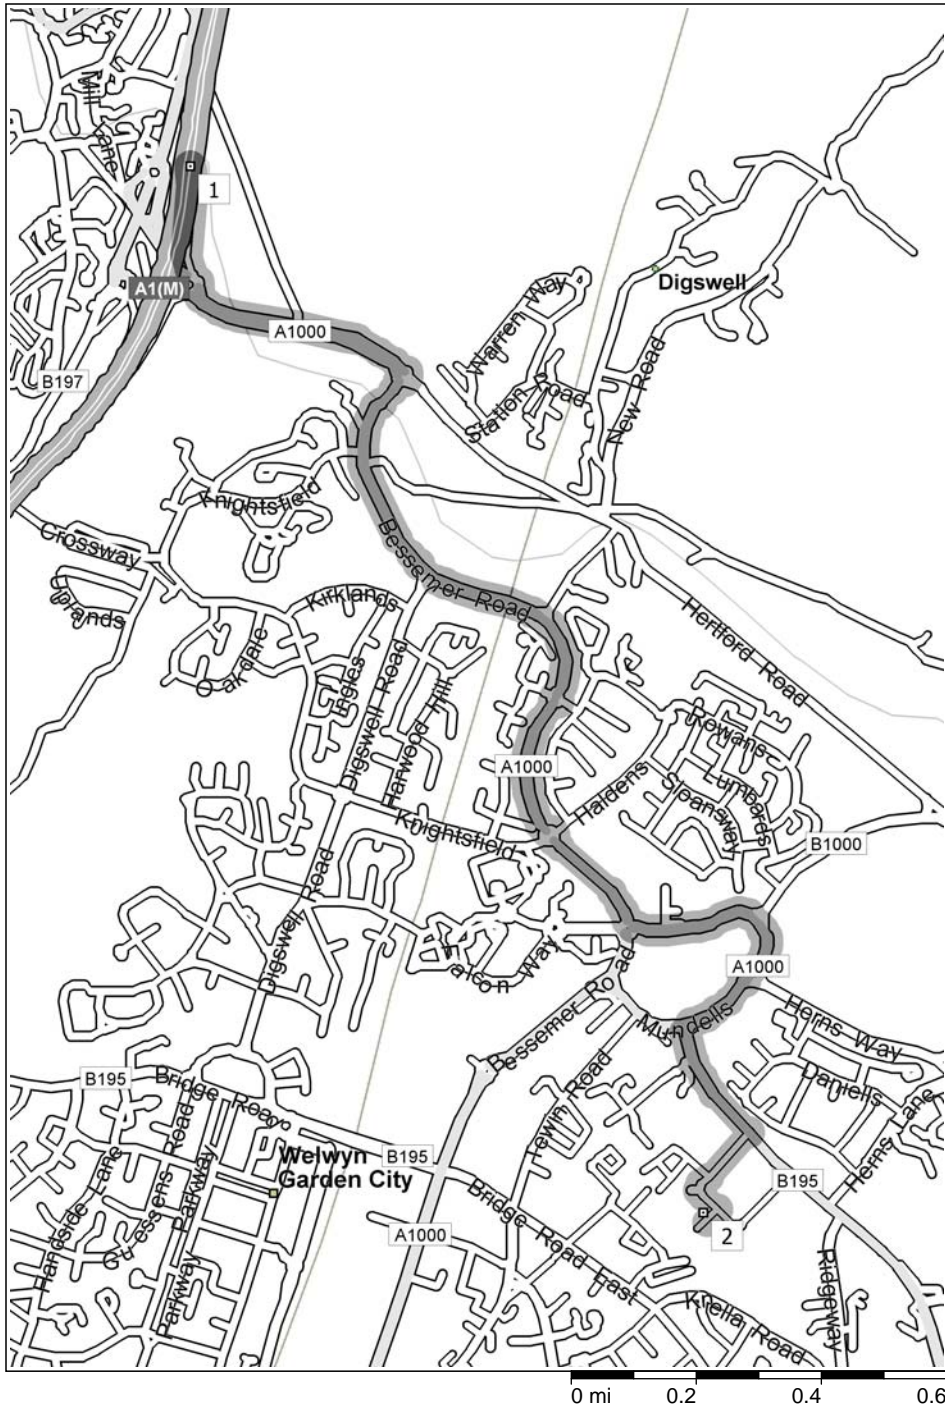 Mill Lane
1
A1(M)
A1000
B197
Digswell
Warren Way
Station Road
New Road
Knightsfield
Crossway
Uplands
Bessemer Road
Kirklands
Oakdale
Ingles
Digswell Road
Harwood Hill
Hertford Road
Rowans
Lumbards
Sloansway
A1000
Haldens
Knightsfield
B1000
Digswell Road
Falcon Way
A1000
Bessemer Road
Mundells
Herns Way
Daniells
Herns Lane
B195
Bridge Road
Tewin Road
B195
Welwyn
Garden City
B195
Handside Lane
Guessens Road
Parkway
Parkway
A1000
Bridge Road East
2
Ridgeway
Knella Road
0 mi 0.2 0.4 0.6